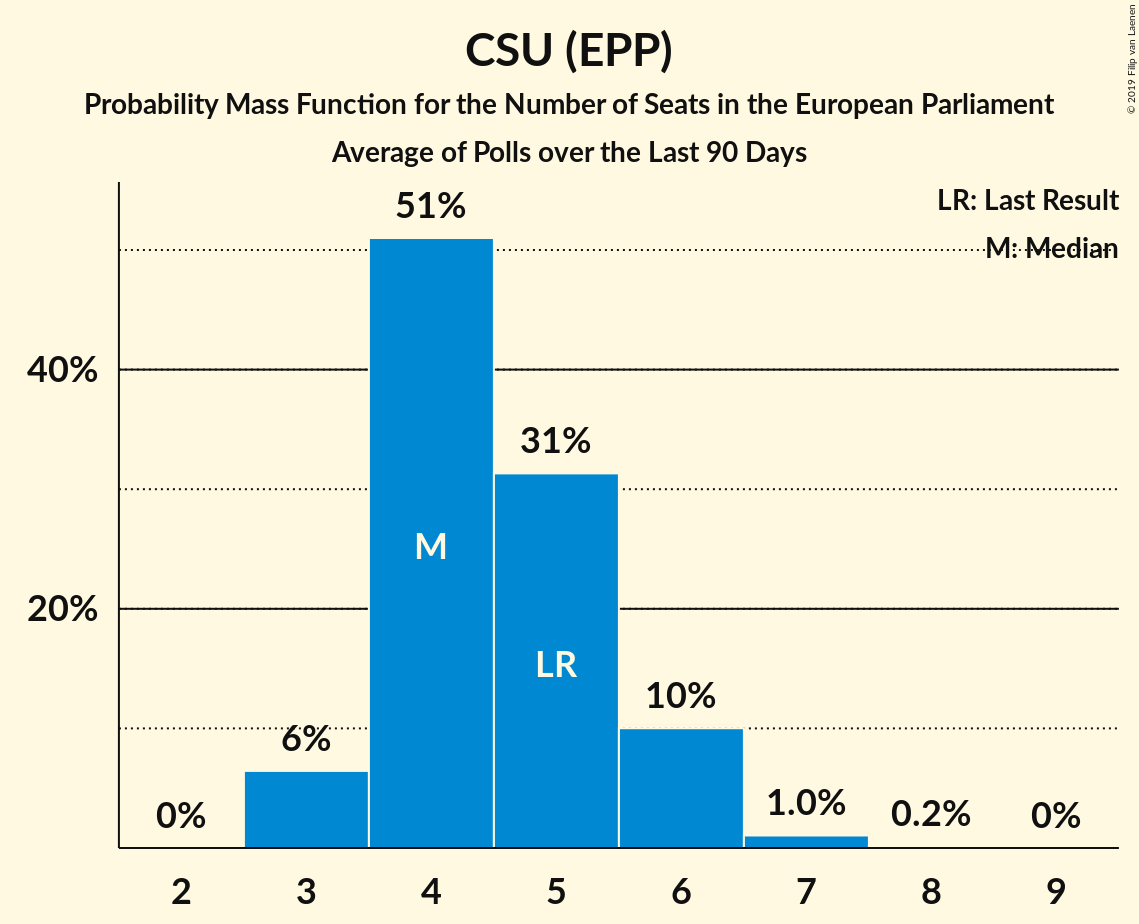 CSU (EPP)
Probability Mass Function for the Number of Seats in the European Parliament
Average of Polls over the Last 90 Days
© 2019 Filip van Laenen
LR: Last Result
M: Median
51%
40%
31%
M
20%
LR
10%
6%
1.0%
0.2%
0%
0%
2 3 4 5 6 7 8 9